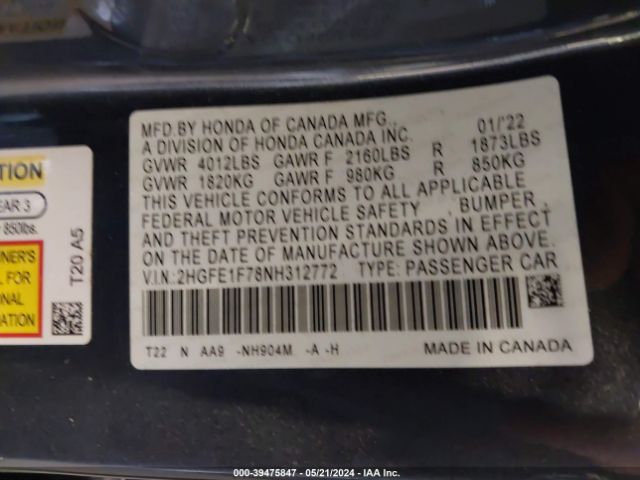 MFD.BY HONDA OF CANADA MFG., 01/'22
A DIVISION OF HONDA CANADA INC.
GVWR 4012LBS GAWR F 2160LBS R 1873LBS
GVWR 1820KG GAWR F 980KG R 850KG
THIS VEHICLE CONFORMS TO ALL APPLICABLE
FEDERAL MOTOR VEHICLE SAFETY , BUMPER ,
AND THEFT PREVENTION STANDARDS IN EFFECT
ON THE DATE OF MANUFACTURE SHOWN ABOVE.
V.I.N.:2HGFE1F78NH312772 TYPE: PASSENGER CAR
T22 N AA9 -NH904M -A -H MADE IN CANADA
TION
EAR 3
850lbs.
NER'S
L FOR
ONAL
MATION
T20 A5
000-39475847 - 05/21/2024 - IAA Inc.